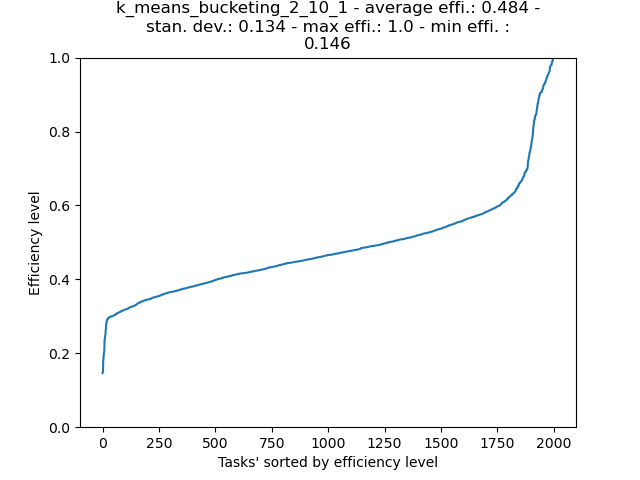 k_means_bucketing_2_10_1 - average effi.: 0.484 -
stan. dev.: 0.134 - max effi.: 1.0 - min effi. :
0.146
1.0
0.8
0.6
0.4
0.2
0.0
Efficiency level
0 250 500 750 1000 1250 1500 1750 2000
Tasks' sorted by efficiency level